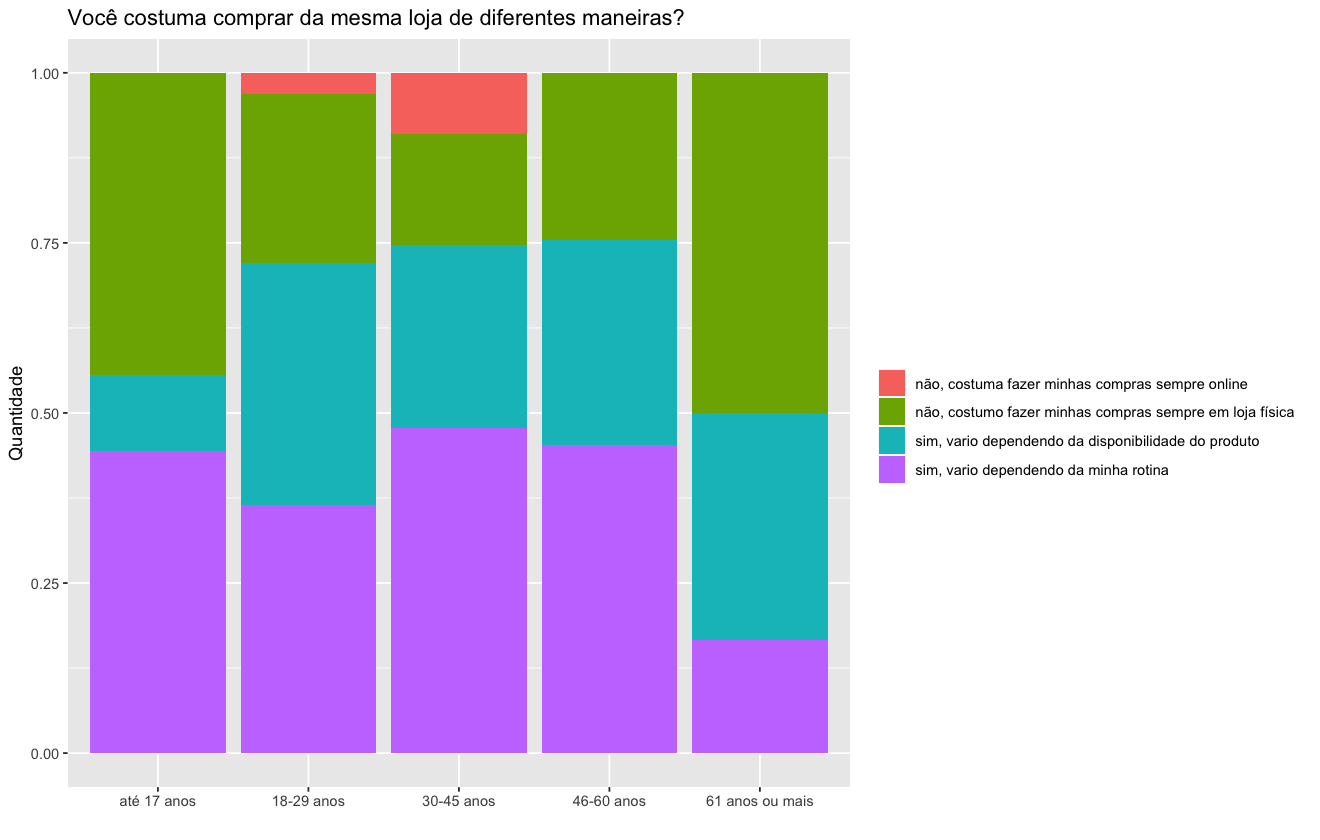 Você costuma comprar da mesma loja de diferentes maneiras?
Quantidade
1.00
0.75
0.50
0.25
0.00
até 17 anos
18-29 anos
30-45 anos
46-60 anos
61 anos ou mais
não, costuma fazer minhas compras sempre online
não, costumo fazer minhas compras sempre em loja física
sim, vario dependendo da disponibilidade do produto
sim, vario dependendo da minha rotina